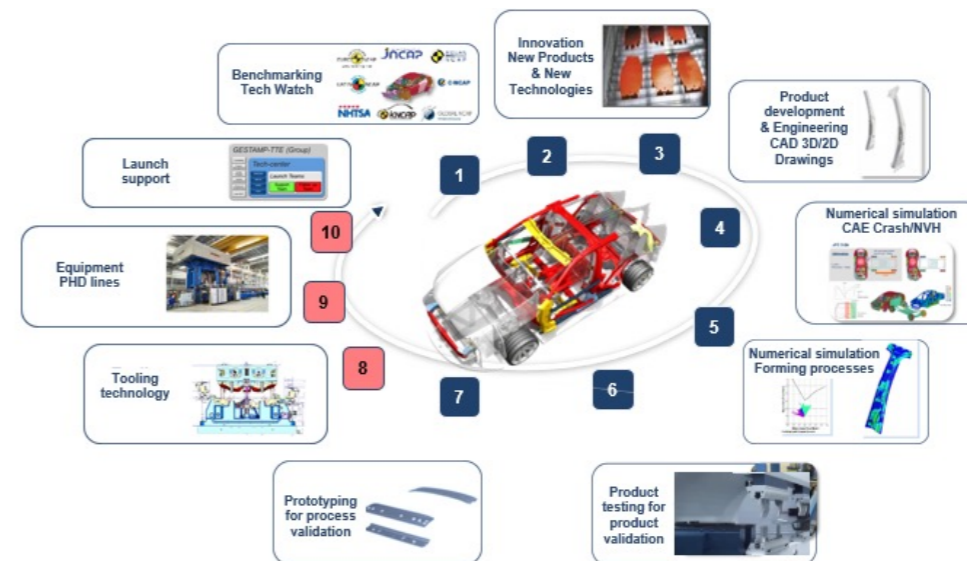 Benchmarking
Tech Watch
JNCAP
C-NCAP
NHTSA
KNCAP
Innovation
New Products
& New
Technologies
Product
development
& Engineering
CAD 3D/2D
Drawings
Numerical simulation
CAE Crash/NVH
Numerical simulation
Forming processes
Product
testing for
product
validation
Prototyping
for process
validation
Tooling
technology
Equipment
PHD lines
Launch
support
GESTAMP-TTE (Group)
Tech-center
Launch Teams
1
2
3
4
5
6
7
8
9
10